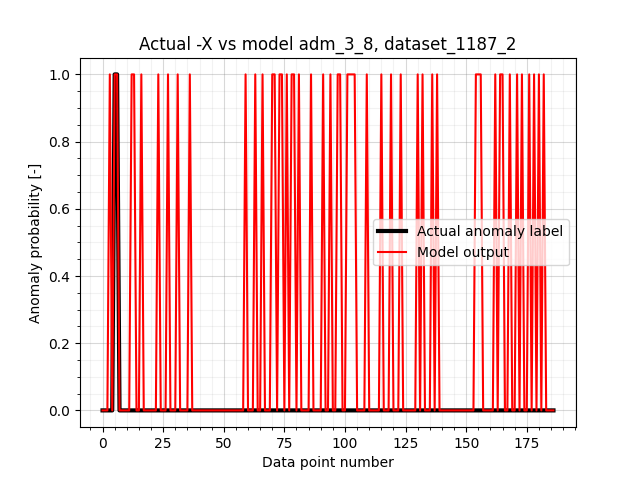 Actual -X vs model adm_3_8, dataset_1187_2
Anomaly probability [-]
1.0
0.8
0.6
0.4
0.2
0.0
Actual anomaly label
Model output
0 25 50 75 100 125 150 175
Data point number